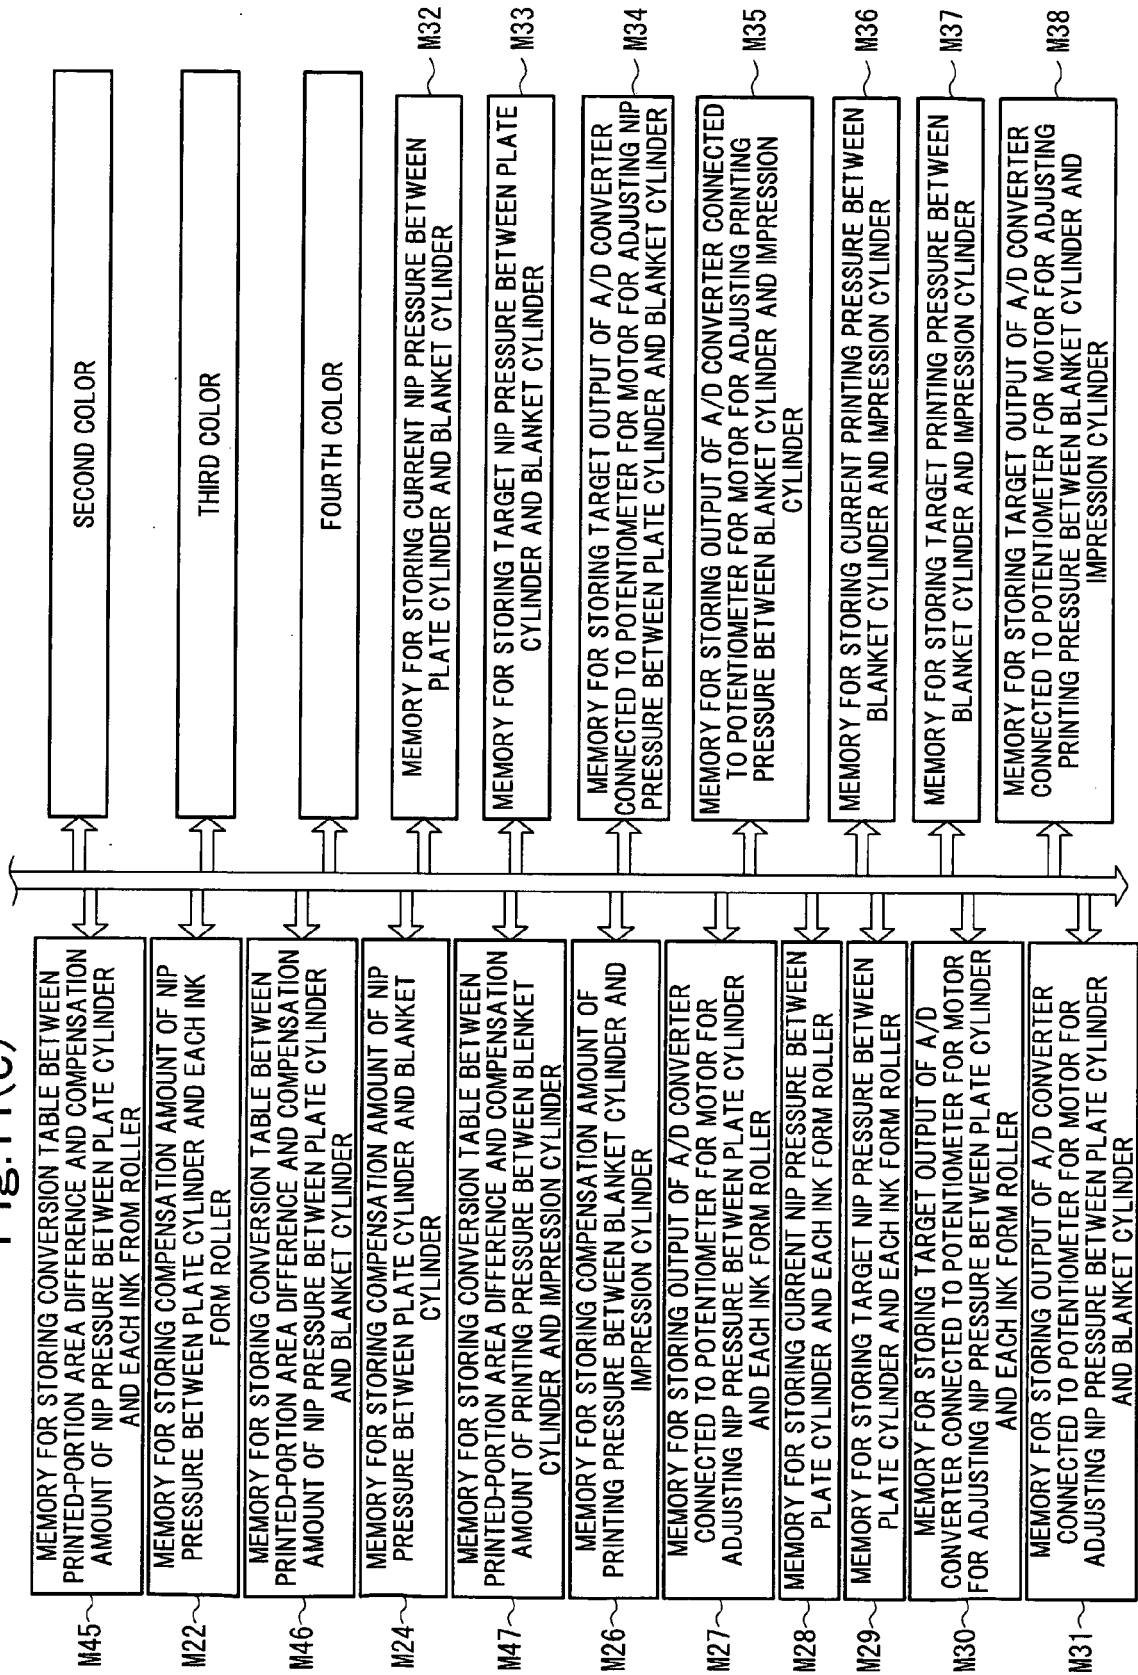 M45
MEMORY FOR STORING CONVERSION TABLE BETWEEN
PRINTED-PORTION AREA DIFFERENCE AND COMPENSATION
AMOUNT OF NIP PRESSURE BETWEEN PLATE CYLINDER
AND EACH INK FROM ROLLER
M22
MEMORY FOR STORING COMPENSATION AMOUNT OF NIP
PRESSURE BETWEEN PLATE CYLINDER AND EACH INK
FORM ROLLER
M46
MEMORY FOR STORING CONVERSION TABLE BETWEEN
PRINTED-PORTION AREA DIFFERENCE AND COMPENSATION
AMOUNT OF NIP PRESSURE BETWEEN PLATE CYLINDER
AND BLANKET CYLINDER
M24
MEMORY FOR STORING COMPENSATION AMOUNT OF NIP
PRESSURE BETWEEN PLATE CYLINDER AND BLANKET
CYLINDER
M47
MEMORY FOR STORING CONVERSION TABLE BETWEEN
PRINTED-PORTION AREA DIFFERENCE AND COMPENSATION
AMOUNT OF PRINTING PRESSURE BETWEEN BLENKET
CYLINDER AND IMPRESSION CYLINDER
M26
MEMORY FOR STORING COMPENSATION AMOUNT OF
PRINTING PRESSURE BETWEEN BLANKET CYLINDER AND
IMPRESSION CYLINDER
M27
MEMORY FOR STORING OUTPUT OF A/D CONVERTER
CONNECTED TO POTENTIOMETER FOR MOTOR FOR
ADJUSTING NIP PRESSURE BETWEEN PLATE CYLINDER
AND EACH INK FORM ROLLER
M28
MEMORY FOR STORING CURRENT NIP PRESSURE BETWEEN
PLATE CYLINDER AND EACH INK FORM ROLLER
M29
MEMORY FOR STORING TARGET NIP PRESSURE BETWEEN
PLATE CYLINDER AND EACH INK FORM ROLLER
M30
MEMORY FOR STORING TARGET OUTPUT OF A/D
CONVERTER CONNECTED TO POTENTIOMETER FOR MOTOR
FOR ADJUSTING NIP PRESSURE BETWEEN PLATE CYLINDER
AND EACH INK FORM ROLLER
M31
MEMORY FOR STORING OUTPUT OF A/D CONVERTER
CONNECTED TO POTENTIOMETER FOR MOTOR FOR
ADJUSTING NIP PRESSURE BETWEEN PLATE CYLINDER
AND BLANKET CYLINDER
SECOND COLOR
THIRD COLOR
FOURTH COLOR
MEMORY FOR STORING CURRENT NIP PRESSURE BETWEEN
PLATE CYLINDER AND BLANKET CYLINDER
M32
MEMORY FOR STORING TARGET NIP PRESSURE BETWEEN PLATE
CYLINDER AND BLANKET CYLINDER
M33
MEMORY FOR STORING TARGET OUTPUT OF A/D CONVERTER
CONNECTED TO POTENTIOMETER FOR MOTOR FOR ADJUSTING NIP
PRESSURE BETWEEN PLATE CYLINDER AND BLANKET CYLINDER
M34
MEMORY FOR STORING OUTPUT OF A/D CONVERTER CONNECTED
TO POTENTIOMETER FOR MOTOR FOR ADJUSTING PRINTING
PRESSURE BETWEEN BLANKET CYLINDER AND IMPRESSION
CYLINDER
M35
MEMORY FOR STORING CURRENT PRINTING PRESSURE BETWEEN
BLANKET CYLINDER AND IMPRESSION CYLINDER
M36
MEMORY FOR STORING TARGET PRINTING PRESSURE BETWEEN
BLANKET CYLINDER AND IMPRESSION CYLINDER
M37
MEMORY FOR STORING TARGET OUTPUT OF A/D CONVERTER
CONNECTED TO POTENTIOMETER FOR MOTOR FOR ADJUSTING
PRINTING PRESSURE BETWEEN BLANKET CYLINDER AND
IMPRESSION CYLINDER
M38